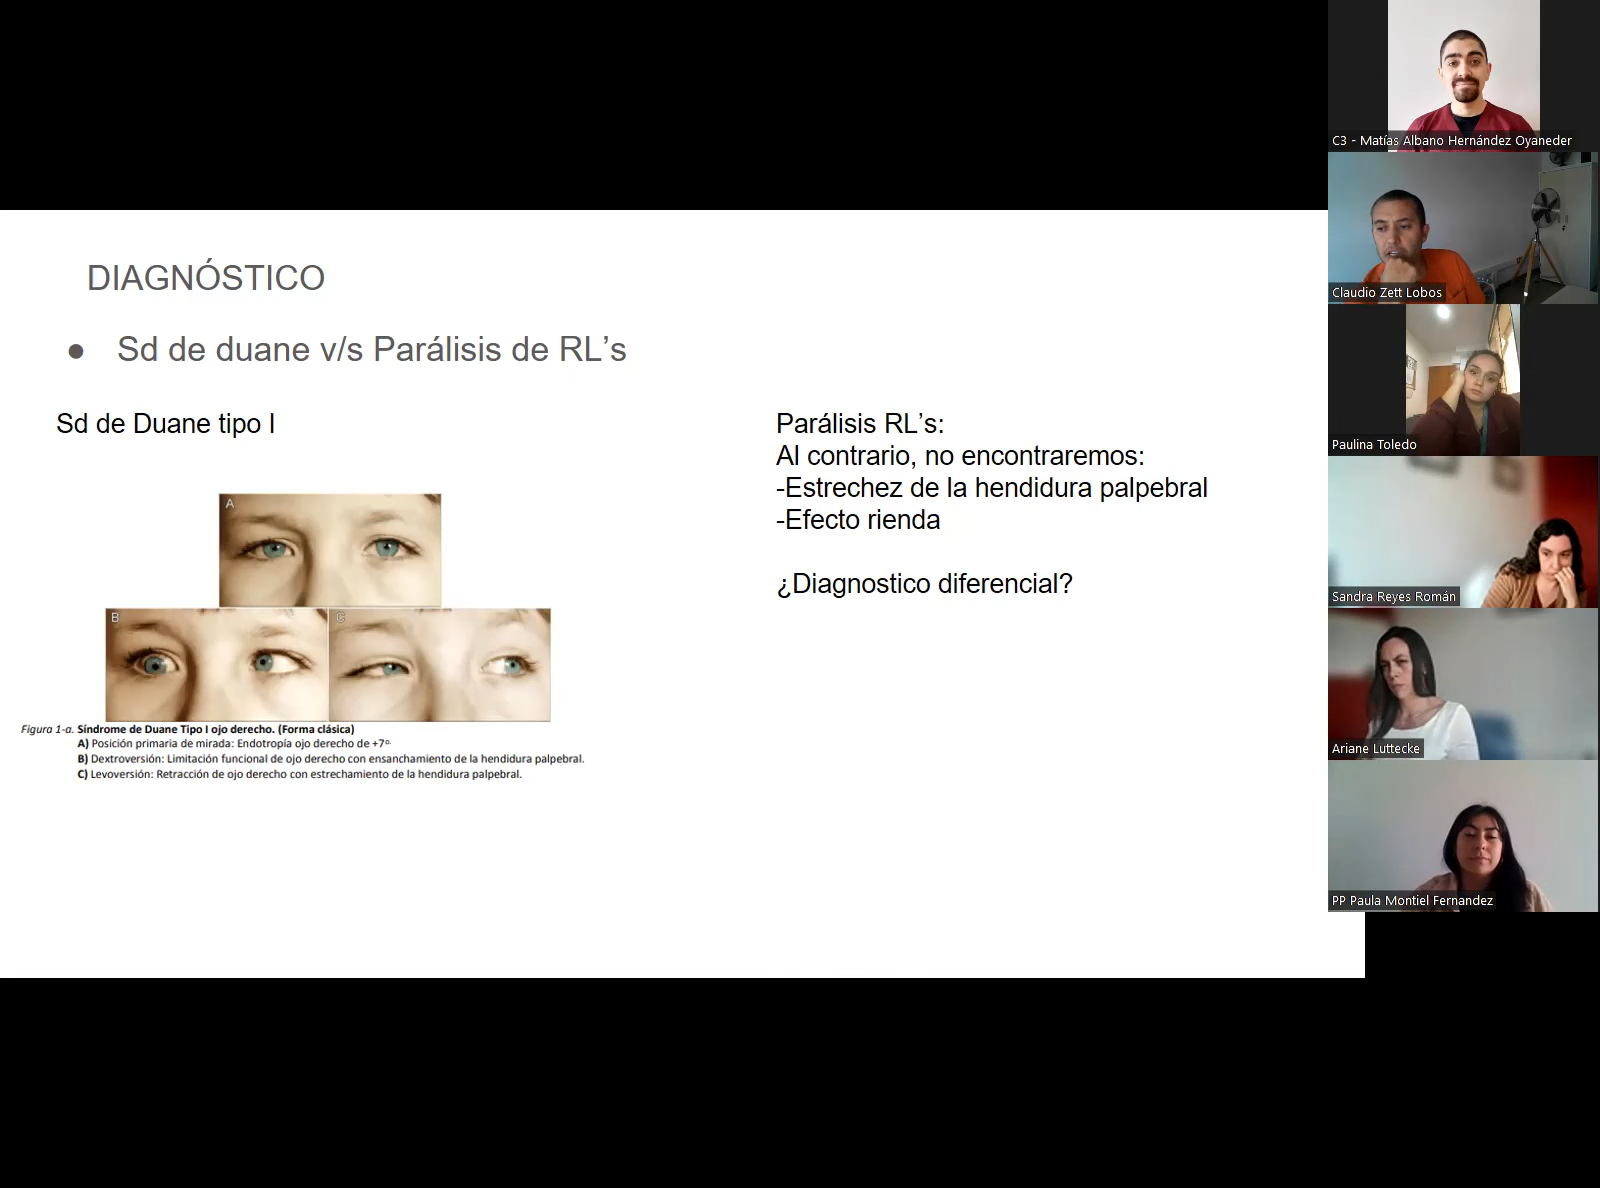 DIAGNÓSTICO
● Sd de duane v/s Parálisis de RL’s
Sd de Duane tipo I
A
B
C
Figura 1-a. Síndrome de Duane Tipo I ojo derecho. (Forma clásica)
A) Posición primaria de mirada: Endotropía ojo derecho de +7º.
B) Dextroversión: Limitación funcional de ojo derecho con ensanchamiento de la hendidura palpebral.
C) Levoversión: Retracción de ojo derecho con estrechamiento de la hendidura palpebral.
Parálisis RL’s:
Al contrario, no encontraremos:
-Estrechez de la hendidura palpebral
-Efecto rienda
¿Diagnostico diferencial?
C3 - Matías Albano Hernández Oyaneder
Claudio Zett Lobos
Paulina Toledo
Sandra Reyes Román
Ariane Luttecke
PP Paula Montiel Fernandez